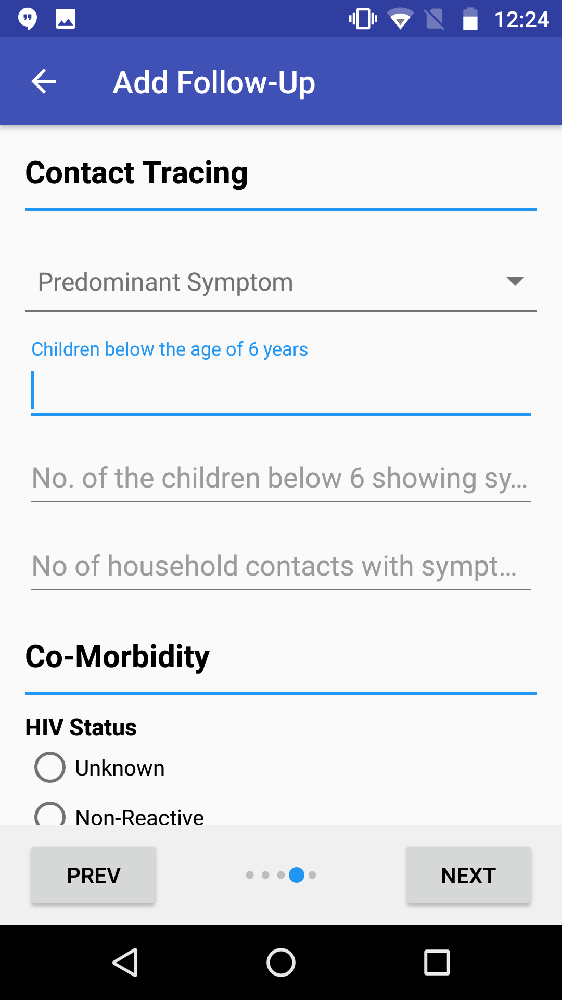 12:24
Add Follow-Up
Contact Tracing
Predominant Symptom
Children below the age of 6 years
No. of the children below 6 showing sy...
No of household contacts with sympt...
Co-Morbidity
HIV Status
Unknown
Non-Reactive
PREV NEXT